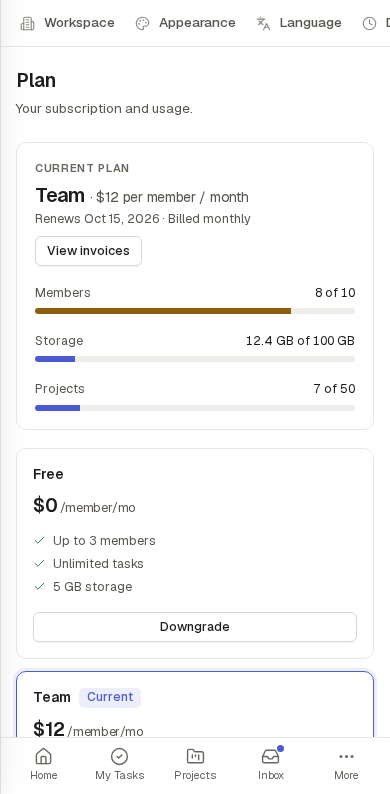 Workspace Appearance Language D
Plan
Your subscription and usage.
CURRENT PLAN
Team · $12 per member / month
Renews Oct 15, 2026 · Billed monthly
View invoices
Members 8 of 10
Storage 12.4 GB of 100 GB
Projects 7 of 50
Free
$0 /member/mo
Up to 3 members
Unlimited tasks
5 GB storage
Downgrade
Team Current
$12 /member/mo
Home My Tasks Projects Inbox More